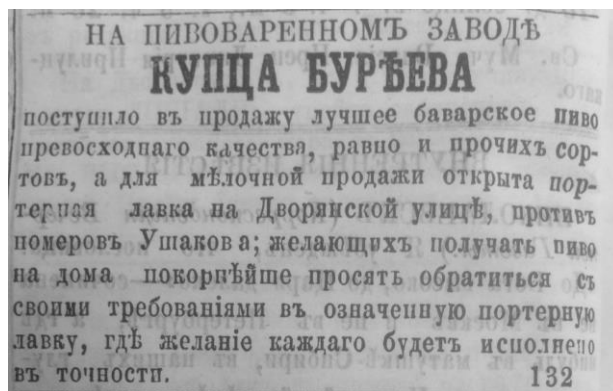 НА ПИВОВАРЕННОМЪ ЗАВОДѢ
КУПЦА БУРѢЕВА
поступило въ продажу лучшее баварское пиво
превосходнаго качества, равно и прочихъ сор-
товъ, а для мѣлочной продажи открыта пор-
терная лавка на Дворянской улицѣ, противъ
номеровъ Ушакова; желающихъ получать пиво
на дома покорнѣйше просятъ обратиться съ
своими требованіями въ означенную портерную
лавку, гдѣ желаніе каждаго будетъ исполнено
въ точности. 132